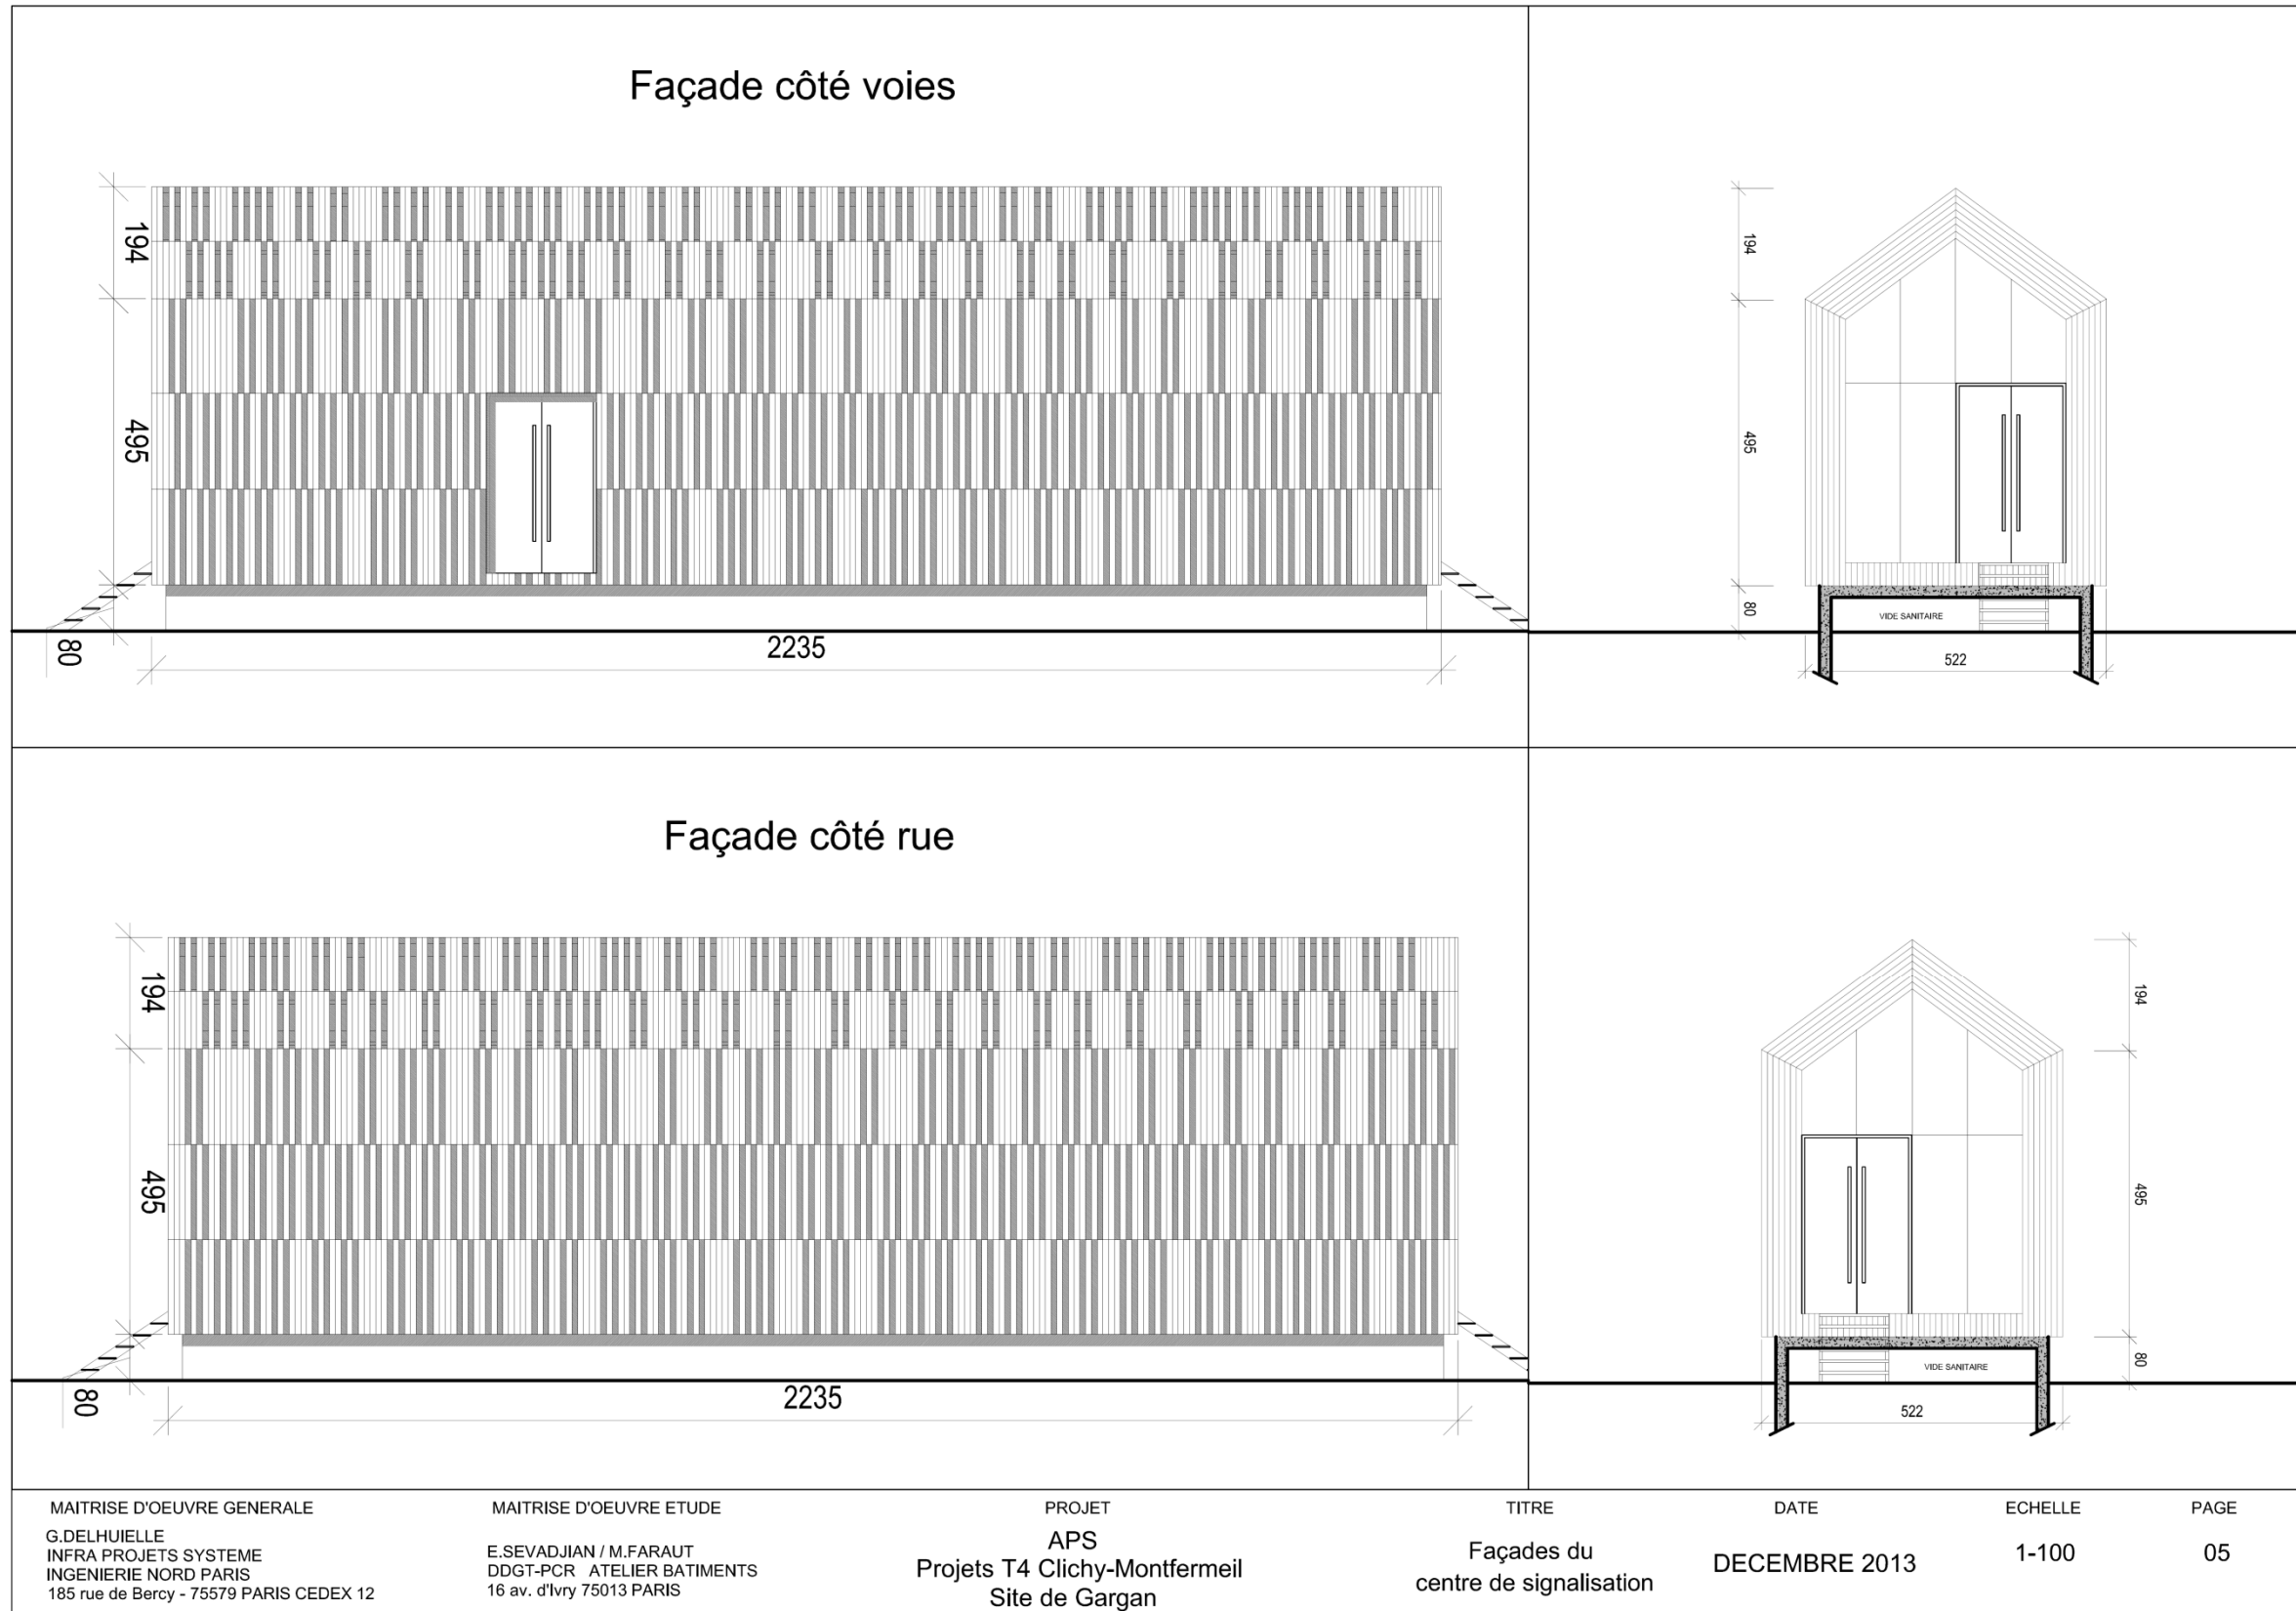 Façade côté voies
194
495
80
2235
194
495
80
VIDE SANITAIRE
522
Façade côté rue
194
495
80
2235
194
495
80
VIDE SANITAIRE
522
MAITRISE D'OEUVRE GENERALE
G.DELHUIELLE
INFRA PROJETS SYSTEME
INGENIERIE NORD PARIS
185 rue de Bercy - 75579 PARIS CEDEX 12
MAITRISE D'OEUVRE ETUDE
E.SEVADJIAN / M.FARAUT
DDGT-PCR ATELIER BATIMENTS
16 av. d'Ivry 75013 PARIS
PROJET
APS
Projets T4 Clichy-Montfermeil
Site de Gargan
TITRE
Façades du
centre de signalisation
DATE
DECEMBRE 2013
ECHELLE
1-100
PAGE
05